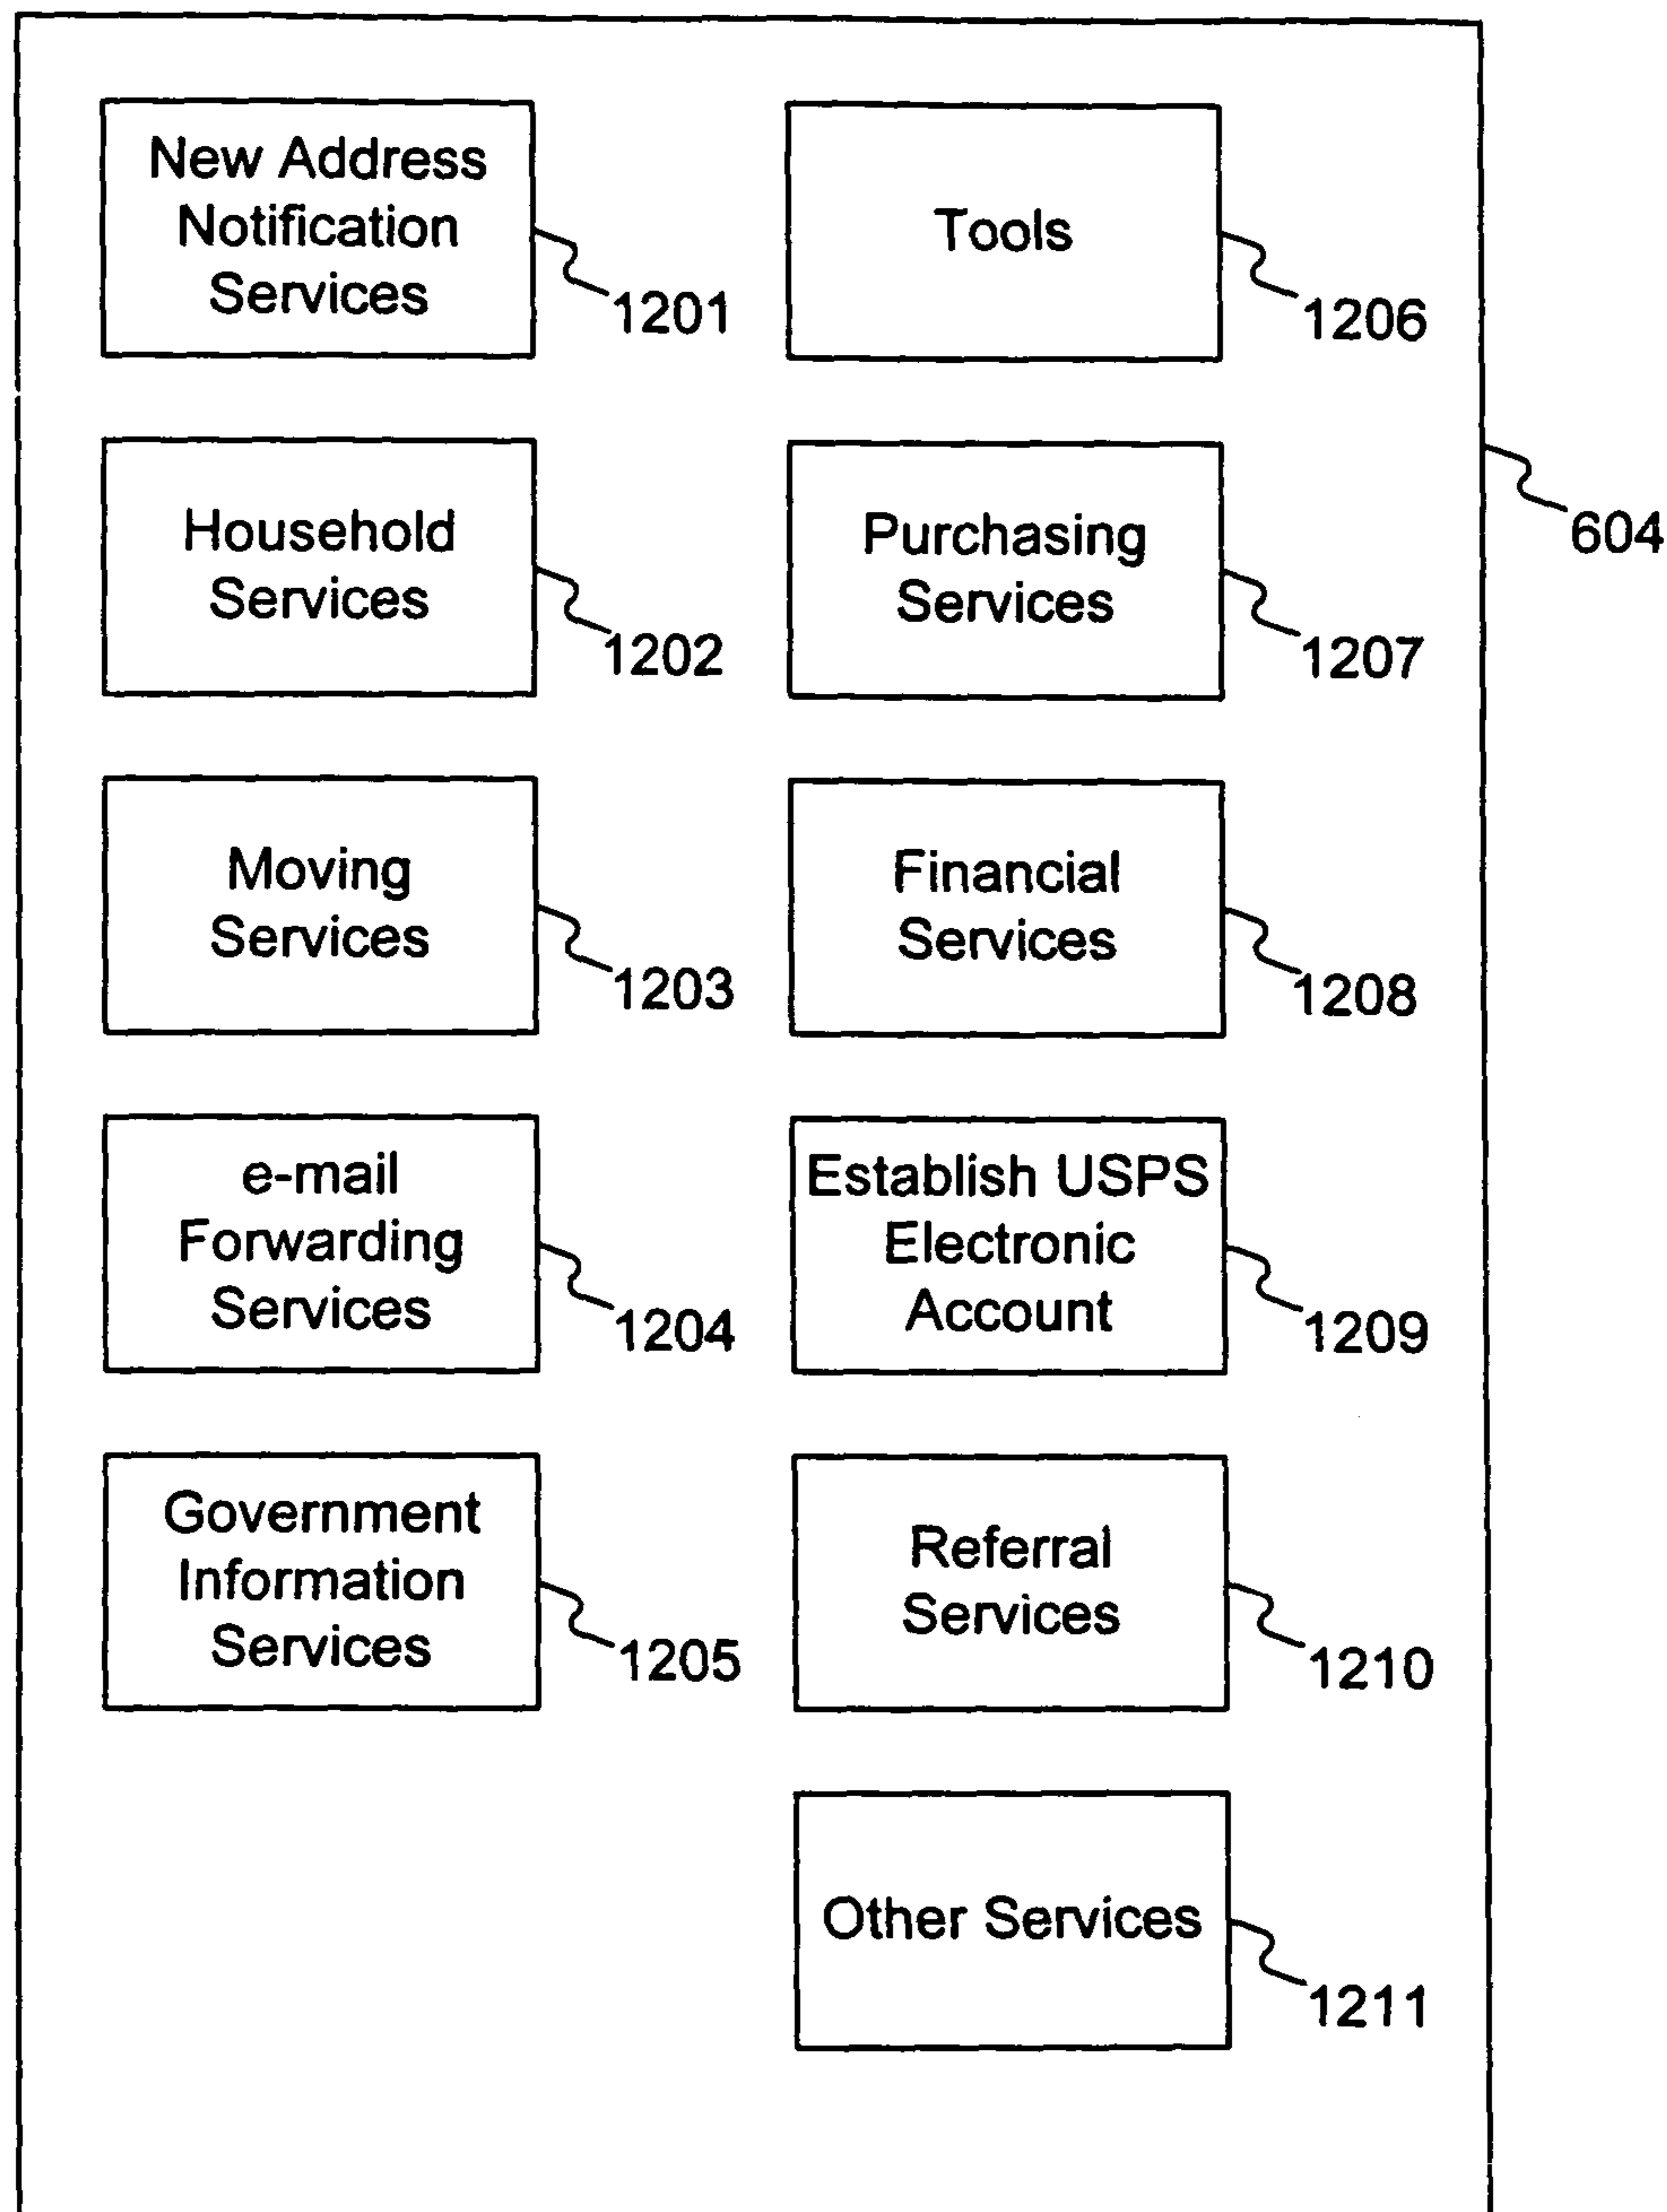 New Address
Notification
Services
1201
Household
Services
1202
Moving
Services
1203
e-mail
Forwarding
Services
1204
Government
Information
Services
1205
Tools
1206
Purchasing
Services
1207
Financial
Services
1208
Establish USPS
Electronic
Account
1209
Referral
Services
1210
Other Services
1211
604